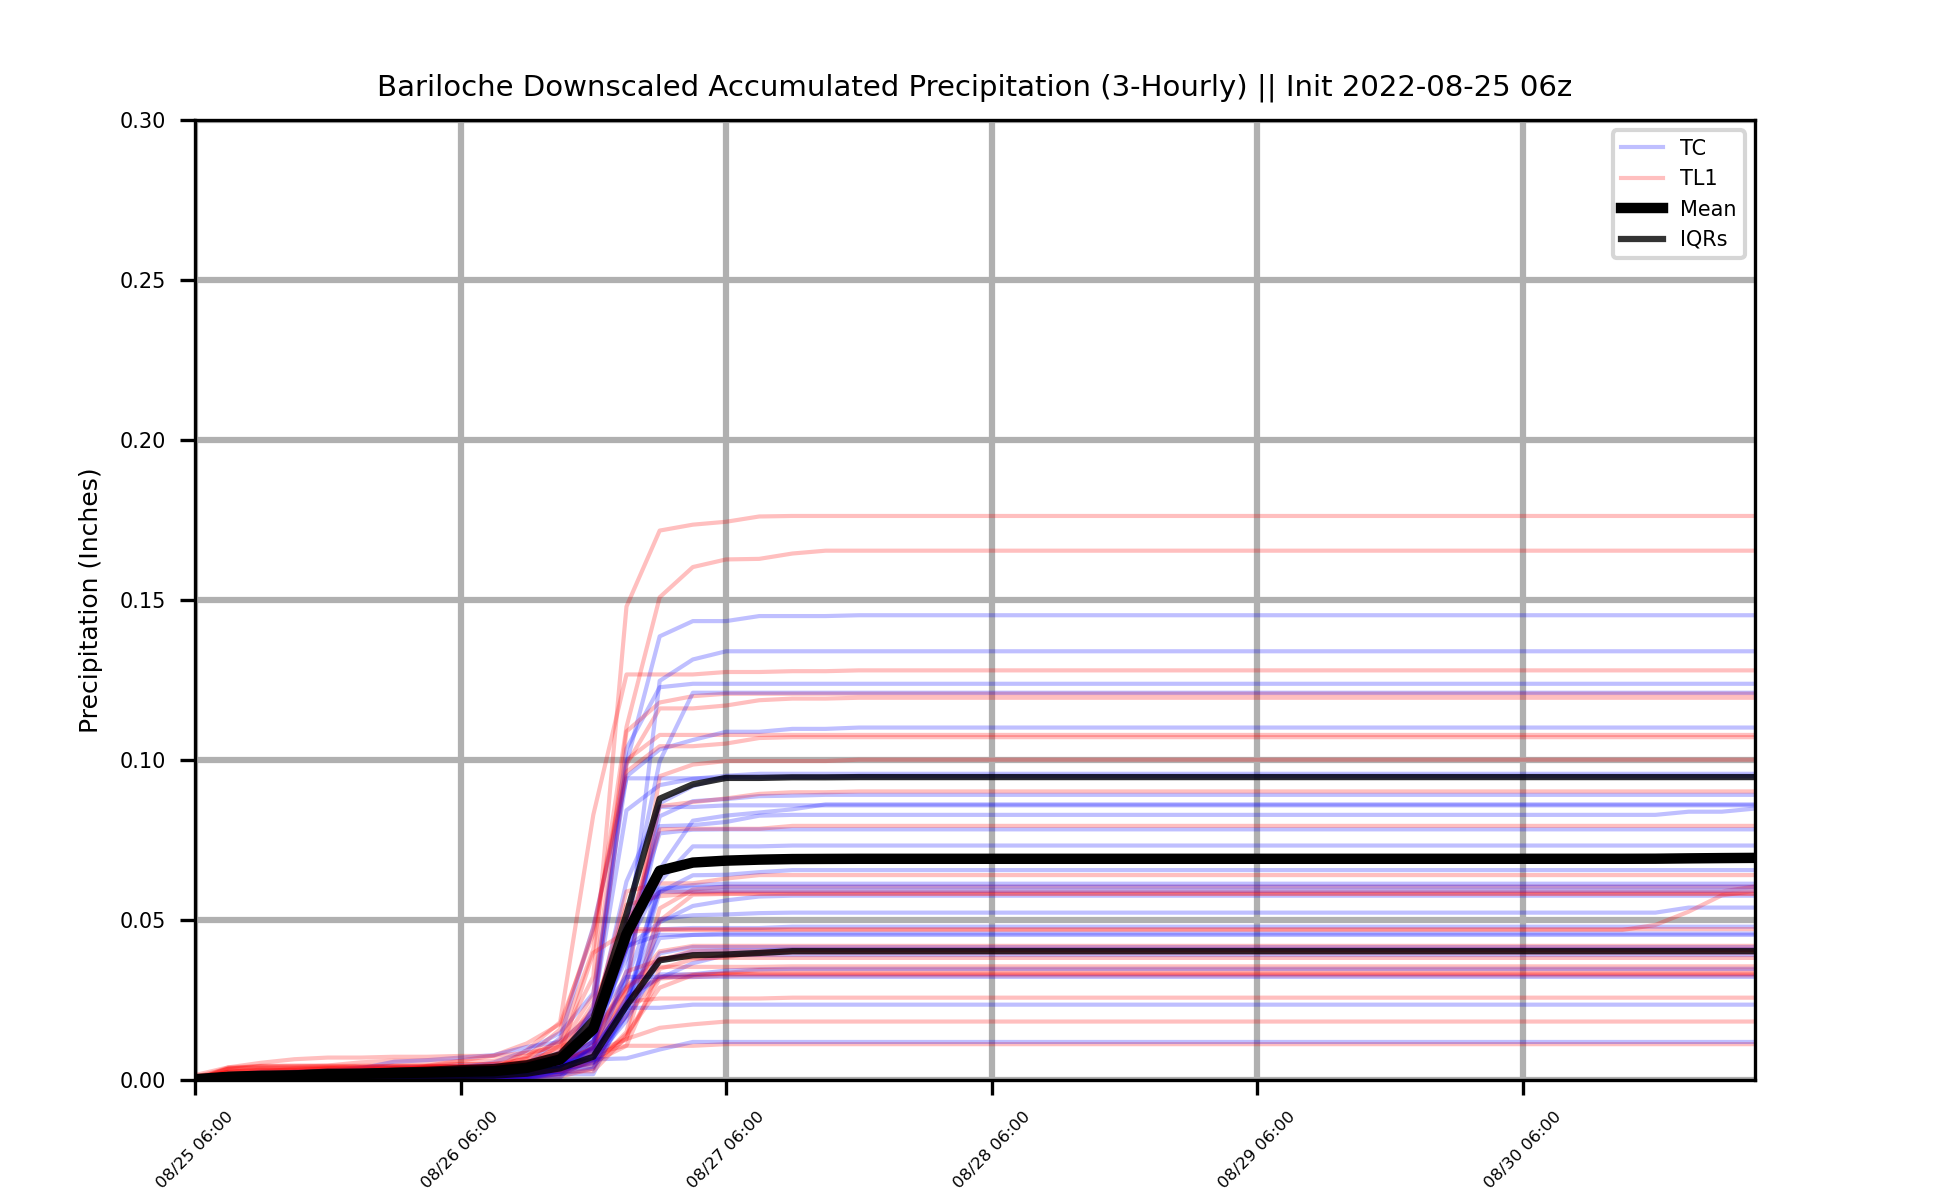 Bariloche Downscaled Accumulated Precipitation (3-Hourly) || Init 2022-08-25 06z
0.30
0.25
0.20
0.15
0.10
0.05
0.00
Precipitation (Inches)
TC
TL1
Mean
IQRs
08/25 06:00
08/26 06:00
08/27 06:00
08/28 06:00
08/29 06:00
08/30 06:00